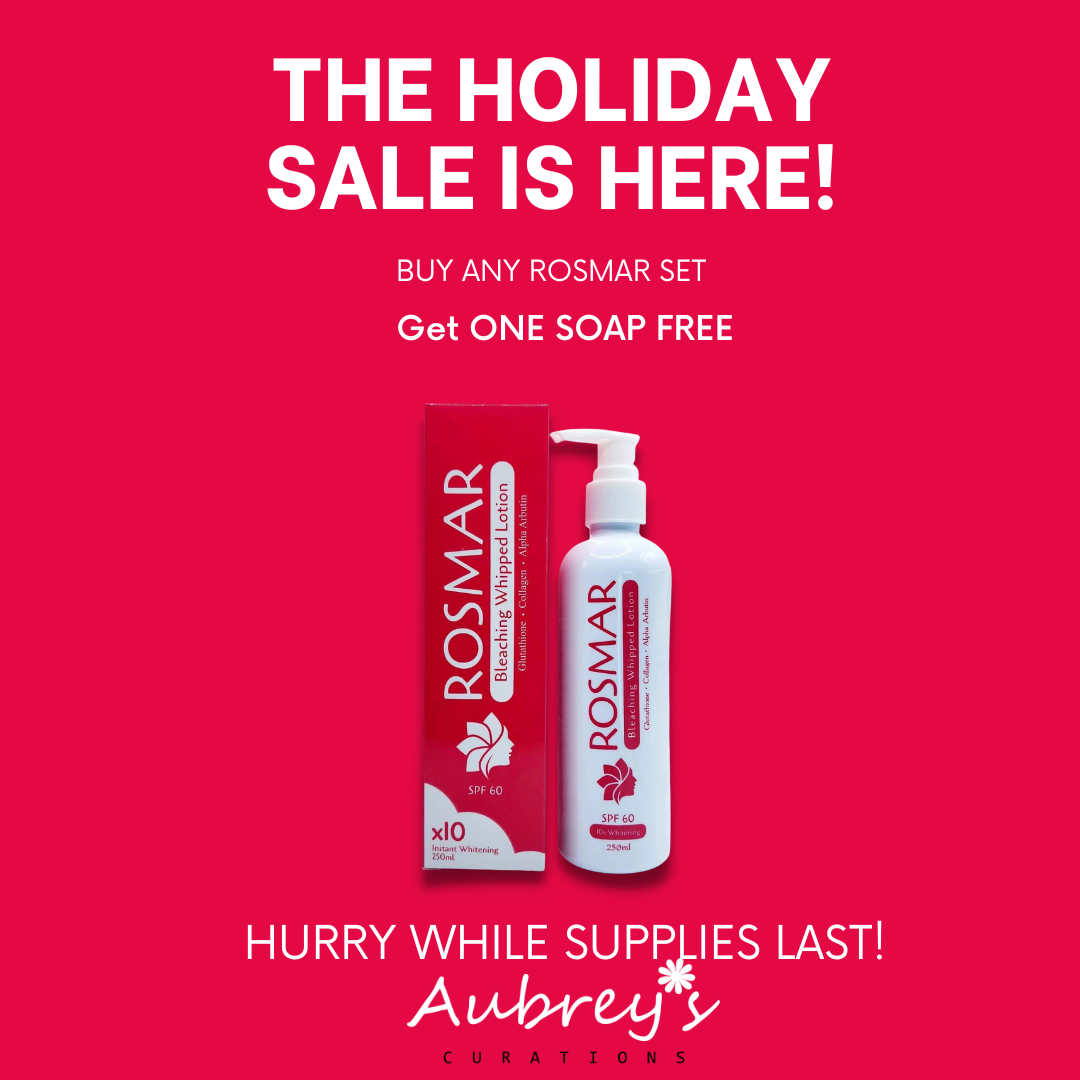 THE HOLIDAY
SALE IS HERE!
BUY ANY ROSMAR SET
Get ONE SOAP FREE
ROSMAR
Bleaching Whipped Lotion
Glutathione • Collagen • Alpha Arbutin
SPF 60
x10
Instant Whitening
250ml
ROSMAR
Bleaching Whipped Lotion
Glutathione • Collagen • Alpha Arbutin
SPF 60
10x Whitening
250ml
HURRY WHILE SUPPLIES LAST!
Aubrey's
CURATIONS